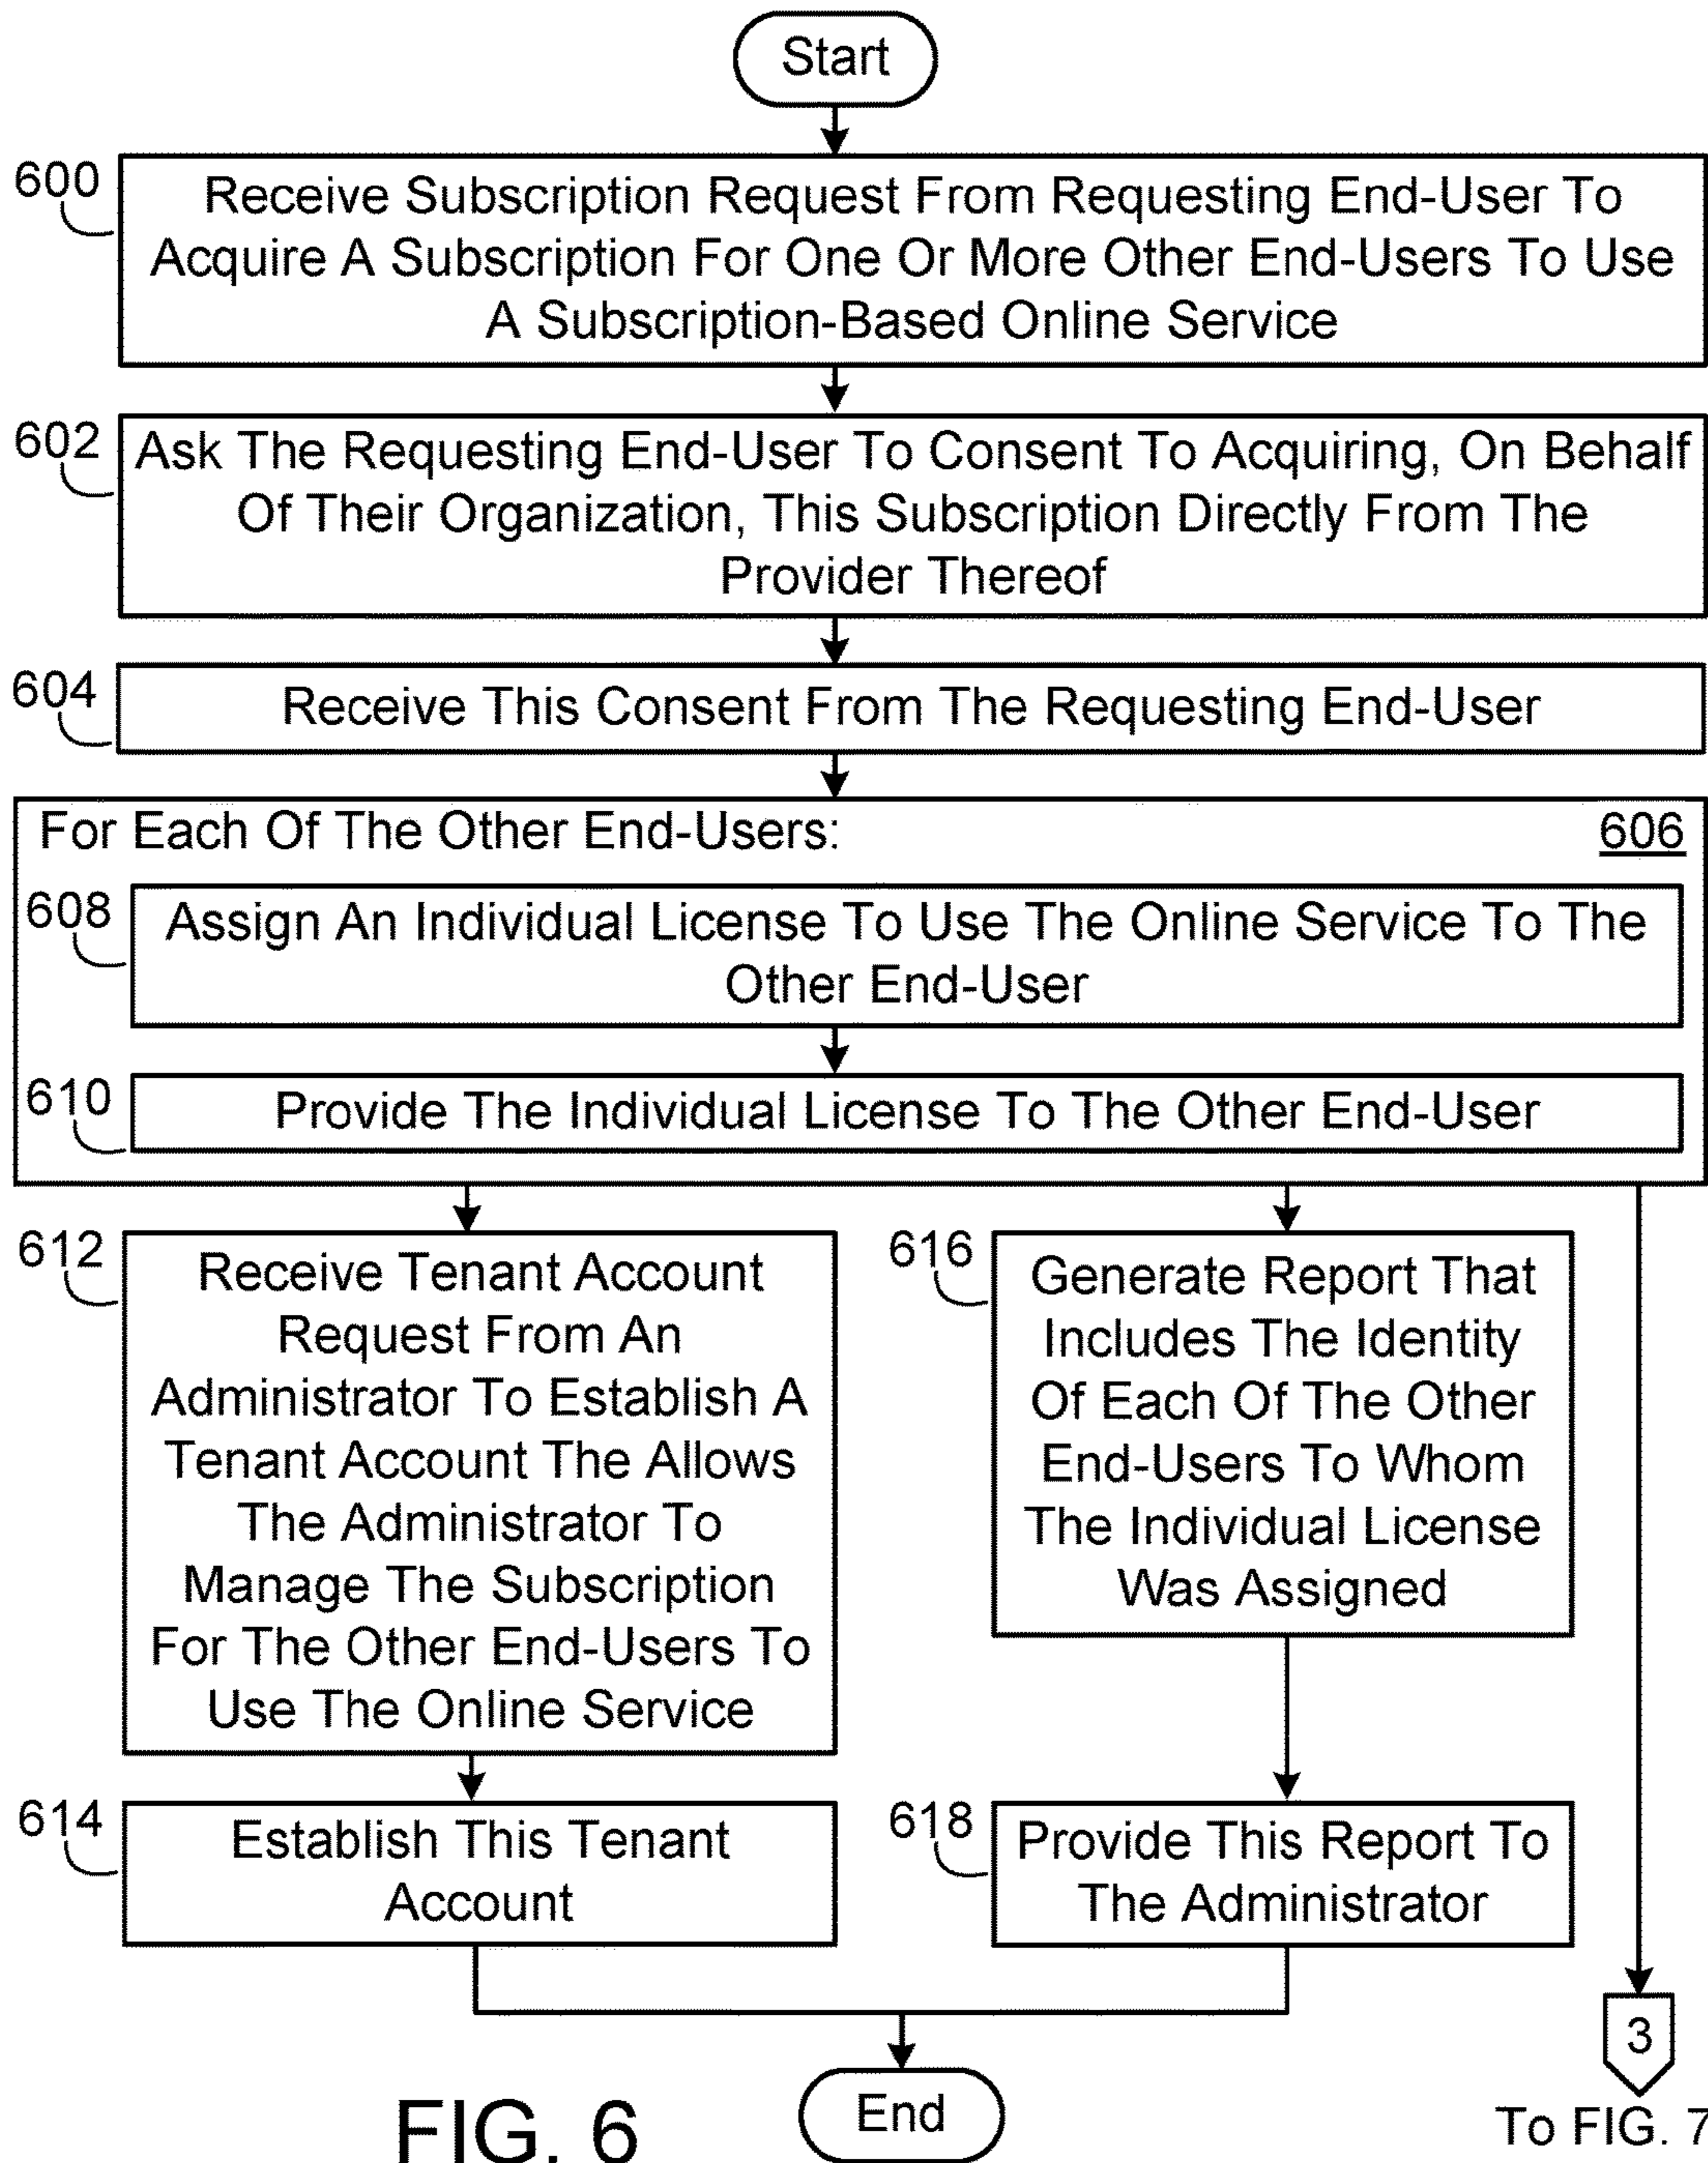 Start
600
Receive Subscription Request From Requesting End-User To
Acquire A Subscription For One Or More Other End-Users To Use
A Subscription-Based Online Service
602
Ask The Requesting End-User To Consent To Acquiring, On Behalf
Of Their Organization, This Subscription Directly From The
Provider Thereof
604
Receive This Consent From The Requesting End-User
For Each Of The Other End-Users:
606
608
Assign An Individual License To Use The Online Service To The
Other End-User
610
Provide The Individual License To The Other End-User
612
Receive Tenant Account
Request From An
Administrator To Establish A
Tenant Account The Allows
The Administrator To
Manage The Subscription
For The Other End-Users To
Use The Online Service
616
Generate Report That
Includes The Identity
Of Each Of The Other
End-Users To Whom
The Individual License
Was Assigned
614
Establish This Tenant
Account
618
Provide This Report To
The Administrator
3
To FIG. 7
End
FIG. 6